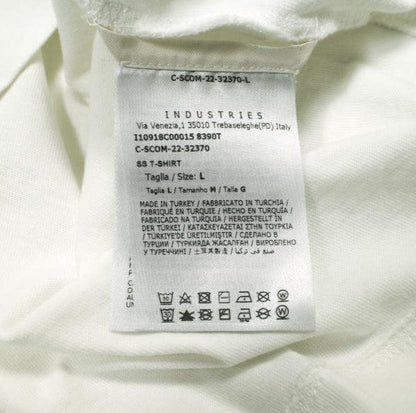 C-SCOM-22-32370-L
INDUSTRIES
Via Venezia,1 35010 Trebaseleghe(PD) Italy
I10918C00015 8390T
C-SCOM-22-32370
SS T-SHIRT
Taglia / Size: L
Taglia L / Tamanho M / Talla G
MADE IN TURKEY / FABBRICATO IN TURCHIA /
FABRIQUÉ EN TURQUIE / HECHO EN TURQUÍA /
FABRICADO NA TURQUIA / HERGESTELLT IN
DER TÜRKEI / ΚΑΤΑΣΚΕΥΑΖΕΤΑΙ ΣΤΗΝ ΤΟΥΡΚΙΑ
/ TÜRKİYE'DE ÜRETİLMİŞTİR / СДЕЛАНО В
ТУРЦИИ / ТУРКИЯДА ЖАСАЛҒАН / ВИРОБЛЕНО
У ТУРЕЧЧИНІ / 土耳其製造 / صنع في تركيا